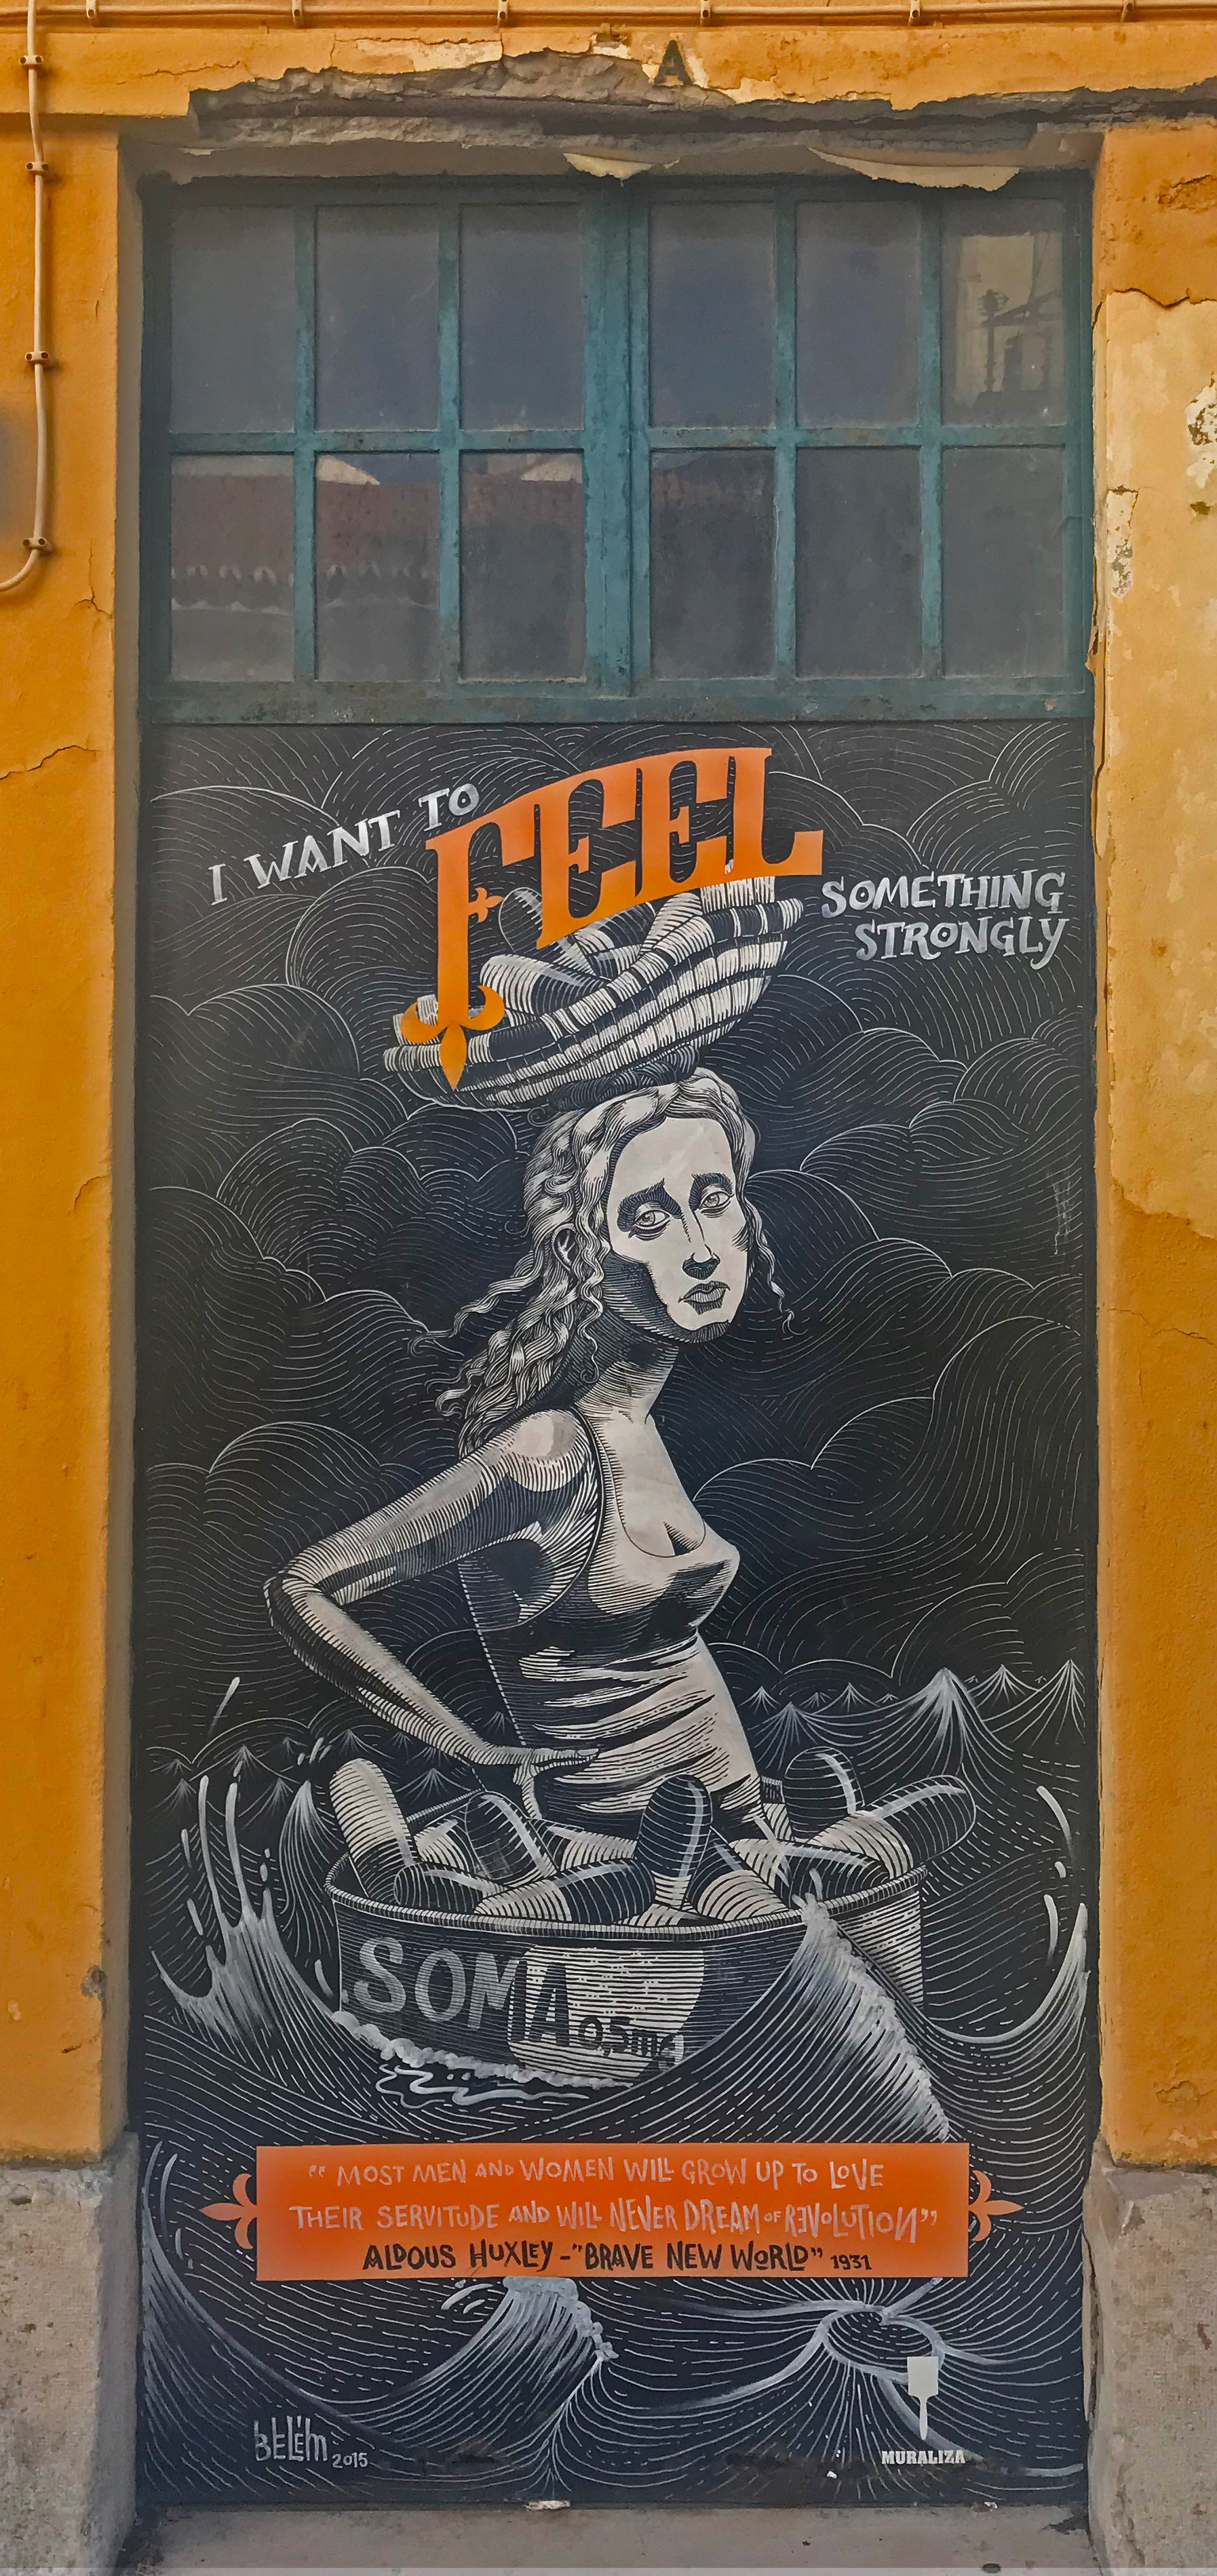 A
I WANT TO
FEEL
SOMETHING
STRONGLY
SOMA 0,5mg
" MOST MEN AND WOMEN WILL GROW UP TO LOVE
THEIR SERVITUDE AND WILL NEVER DREAM OF REVOLUTION"
ALDOUS HUXLEY - "BRAVE NEW WORLD" 1931
BELÉM 2015
MURALIZA